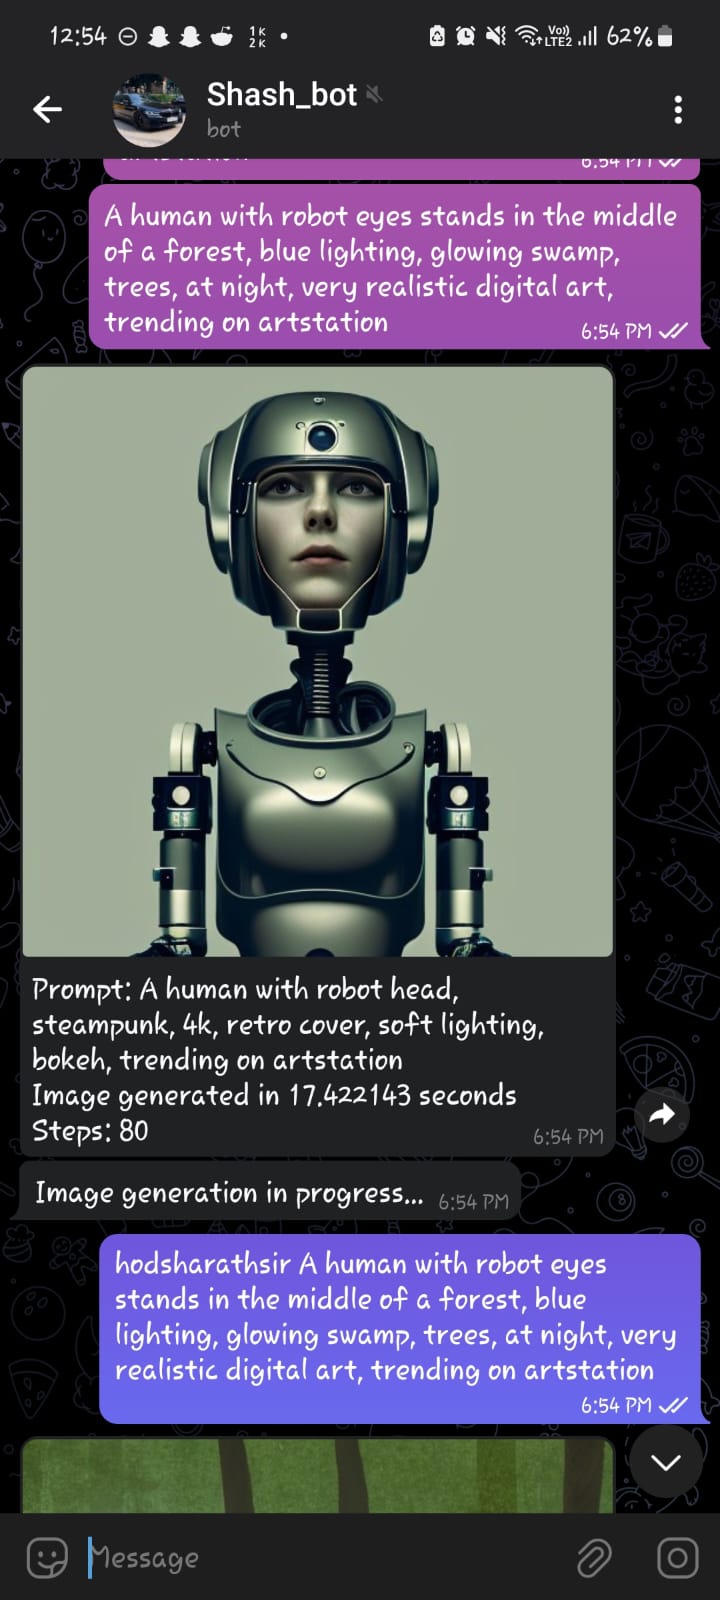 12:54
1K
2K
Vo))
LTE2
62%
Shash_bot
bot
6:54 PM
A human with robot eyes stands in the middle
of a forest, blue lighting, glowing swamp,
trees, at night, very realistic digital art,
trending on artstation
6:54 PM
Prompt: A human with robot head,
steampunk, 4k, retro cover, soft lighting,
bokeh, trending on artstation
Image generated in 17.422143 seconds
Steps: 80
6:54 PM
Image generation in progress... 6:54 PM
hodsharathsir A human with robot eyes
stands in the middle of a forest, blue
lighting, glowing swamp, trees, at night, very
realistic digital art, trending on artstation
6:54 PM
Message